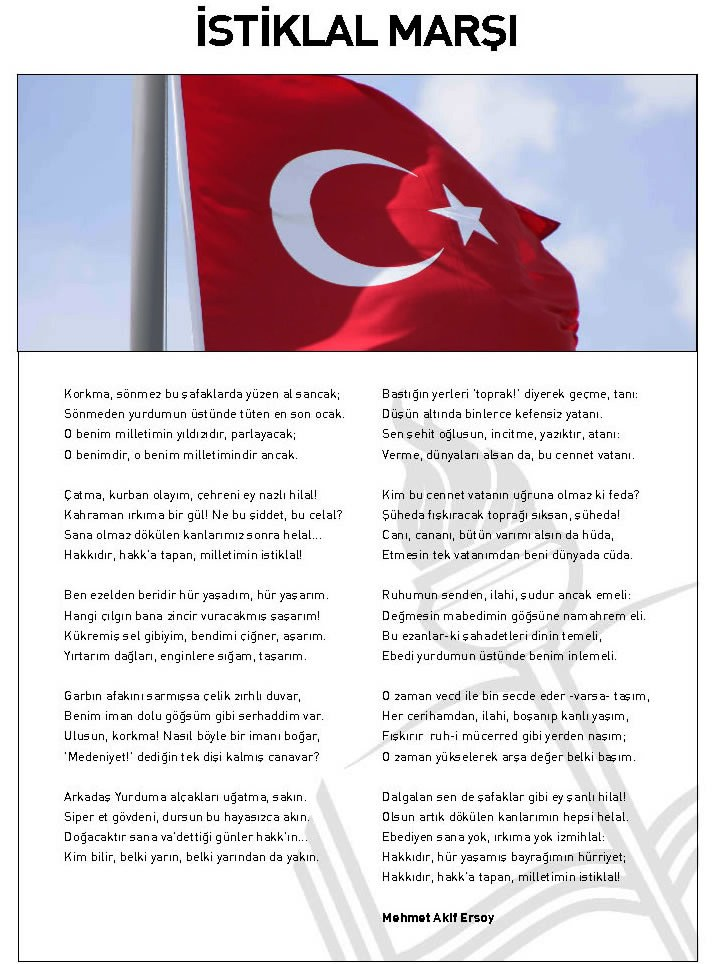 İSTİKLAL MARŞI
Korkma, sönmez bu şafaklarda yüzen al sancak;
Sönmeden yurdumun üstünde tüten en son ocak.
O benim milletimin yıldızıdır, parlayacak;
O benimdir, o benim milletimindir ancak.
Çatma, kurban olayım, çehreni ey nazlı hilal!
Kahraman ırkıma bir gül! Ne bu şiddet, bu celal?
Sana olmaz dökülen kanlarımız sonra helal...
Hakkıdır, hakk'a tapan, milletimin istiklal!
Ben ezelden beridir hür yaşadım, hür yaşarım.
Hangi çılgın bana zincir vuracakmış şaşarım!
Kükremiş sel gibiyim, bendimi çiğner, aşarım.
Yırtarım dağları, enginlere sığam, taşarım.
Garbın afakını sarmışsa çelik zırhlı duvar,
Benim iman dolu göğsüm gibi serhaddim var.
Ulusun, korkma! Nasıl böyle bir imanı boğar,
'Medeniyet!' dediğin tek dişi kalmış canavar?
Arkadaş Yurduma alçakları uğatma, sakın.
Siper et gövdeni, dursun bu hayasızca akın.
Doğacaktır sana va'dettiği günler hakk'ın...
Kim bilir, belki yarın, belki yarından da yakın.
Bastığın yerleri 'toprak!' diyerek geçme, tanı:
Düşün altında binlerce kefensiz yatanı.
Sen şehit oğlusun, incitme, yazıktır, atanı:
Verme, dünyaları alsan da, bu cennet vatanı.
Kim bu cennet vatanın uğruna olmaz ki feda?
Şüheda fışkıracak toprağı sıksan, şüheda!
Canı, cananı, bütün varımı alsın da hüda,
Etmesin tek vatanımdan beni dünyada cüda.
Ruhumun senden, ilahi, şudur ancak emeli:
Değmesin mabedimin göğsüne namahrem eli.
Bu ezanlar-ki şahadetleri dinin temeli,
Ebedi yurdumun üstünde benim inlemeli.
O zaman vecd ile bin secde eder -varsa- taşım,
Her cerihamdan, ilahi, boşanıp kanlı yaşım,
Fışkırır ruh-i mücerred gibi yerden naşım;
O zaman yükselerek arşa değer belki başım.
Dalgalan sen de şafaklar gibi ey şanlı hilal!
Olsun artık dökülen kanlarımın hepsi helal.
Ebediyen sana yok, ırkıma yok izmihlal:
Hakkıdır, hür yaşamış bayrağımın hürriyet;
Hakkıdır, hakk'a tapan, milletimin istiklal!
Mehmet Akif Ersoy